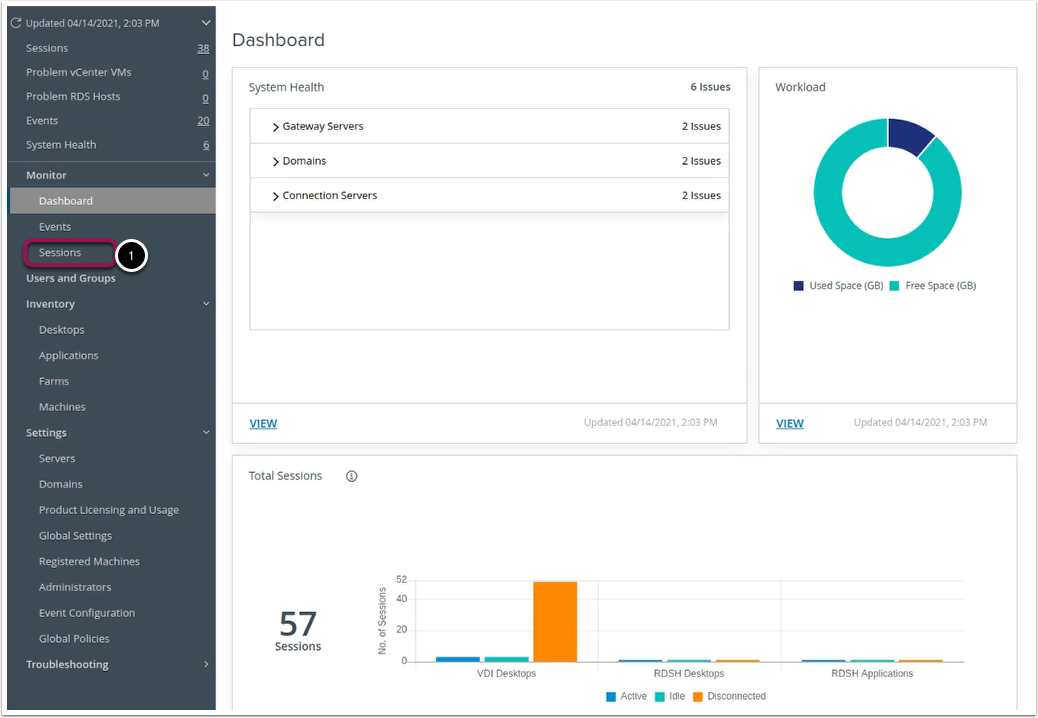 Updated 04/14/2021, 2:03 PM
Sessions 38
Problem vCenter VMs 0
Problem RDS Hosts 0
Events 20
System Health 6
Monitor
Dashboard
Events
Sessions 1
Users and Groups
Inventory
Desktops
Applications
Farms
Machines
Settings
Servers
Domains
Product Licensing and Usage
Global Settings
Registered Machines
Administrators
Event Configuration
Global Policies
Troubleshooting
Dashboard
System Health 6 Issues
Gateway Servers 2 Issues
Domains 2 Issues
Connection Servers 2 Issues
VIEW Updated 04/14/2021, 2:03 PM
Workload
Used Space (GB) Free Space (GB)
VIEW Updated 04/14/2021, 2:03 PM
Total Sessions
57
Sessions
No. of Sessions
52
40
20
0
VDI Desktops RDSH Desktops RDSH Applications
Active Idle Disconnected